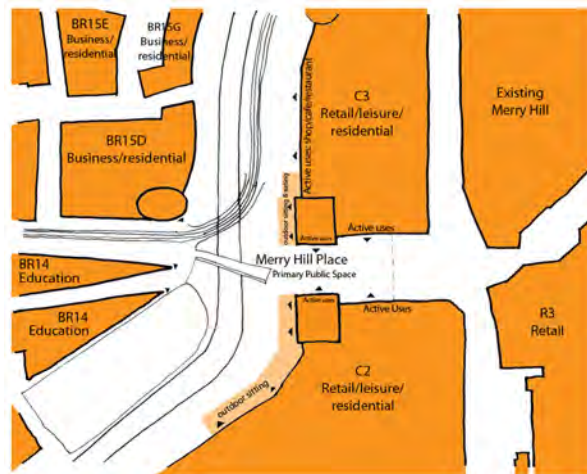 BR15E
Business/
residential
BR15G
Business/
residential
C3
Retail/leisure/
residential
Existing
Merry Hill
Active uses: shop/cafe/restaurant
BR15D
Business/residential
outdoor sitting & eating
Active uses
Active uses
Merry Hill Place
Primary Public Space
BR14
Education
BR14
Education
Active uses
Active Uses
R3
Retail
C2
Retail/leisure/
residential
outdoor sitting